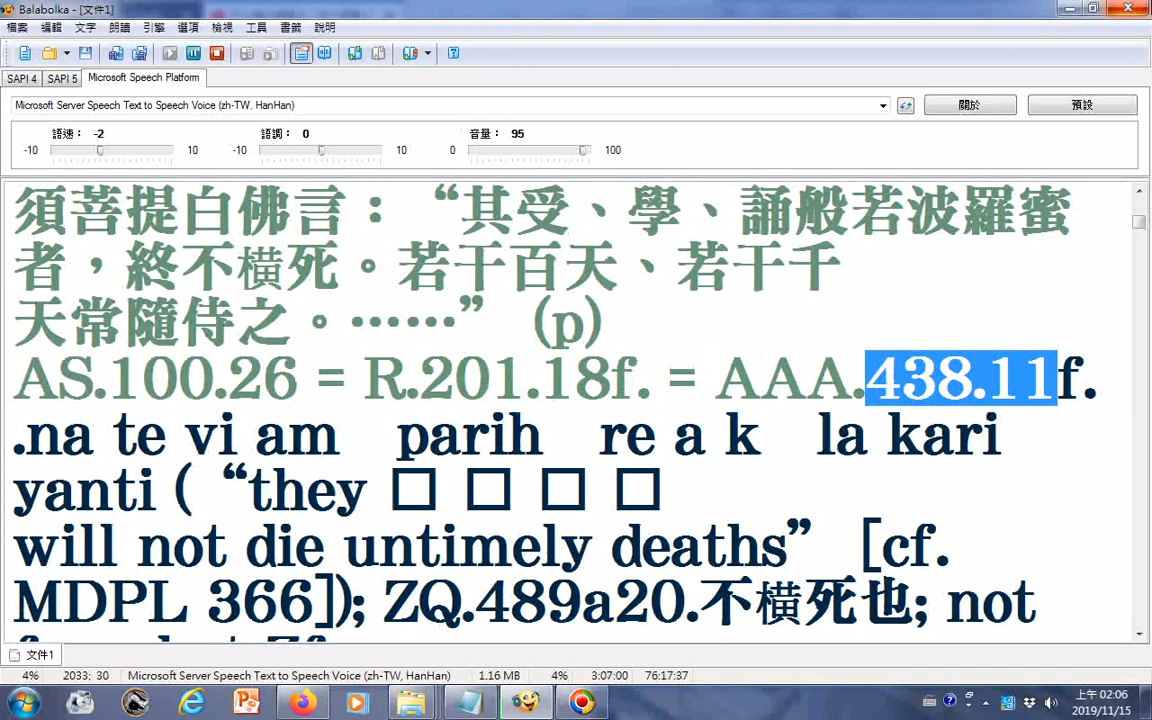 Balabolka - [文件1]
檔案 編輯 文字 朗讀 引擎 選項 檢視 工具 書籤 說明
SAPI 4 SAPI 5 Microsoft Speech Platform
Microsoft Server Speech Text to Speech Voice (zh-TW, HanHan) 關於 預設
語速： -2 語調： 0 音量： 95
-10 10 -10 10 0 100
須菩提白佛言：“其受、學、誦般若波羅蜜
者，終不橫死。若干百天、若干千
天常隨侍之。……” (p)
AS.100.26 = R.201.18f. = AAA.438.11f.
.na te vi am parih re a k la kari
yanti (“they □ □ □ □
will not die untimely deaths” [cf.
MDPL 366]); ZQ.489a20.不橫死也; not
文件1
4% 2033; 30 Microsoft Server Speech Text to Speech Voice (zh-TW, HanHan) 1.16 MB 4% 3:07:00 76:17:37
上午 02:06
2019/11/15